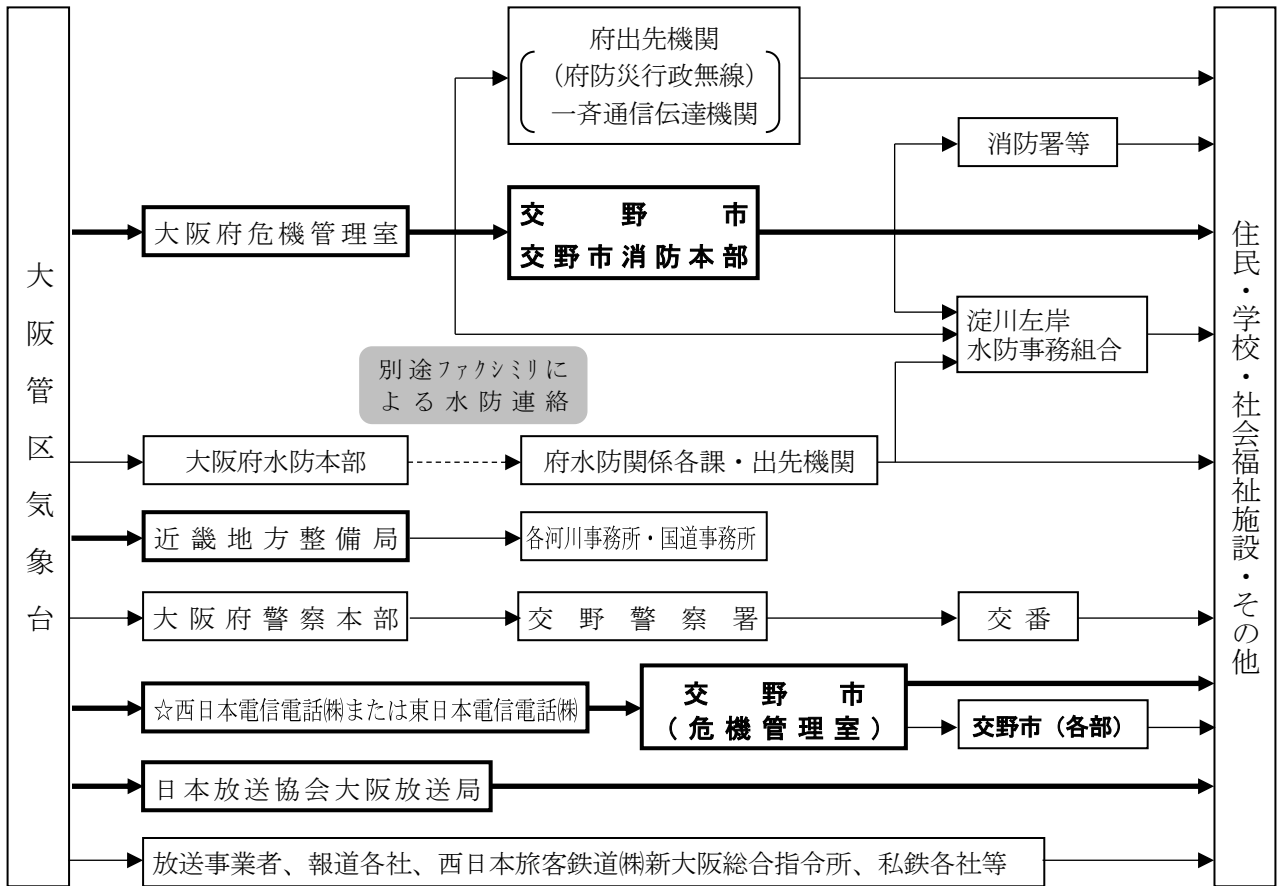 大阪管区気象台
府出先機関
（府防災行政無線）
一斉通信伝達機関
消防署等
大阪府危機管理室
交野市
交野市消防本部
淀川左岸
水防事務組合
別途ファクシミリに
よる水防連絡
大阪府水防本部
府水防関係各課・出先機関
近畿地方整備局
各河川事務所・国道事務所
大阪府警察本部
交野警察署
交番
☆西日本電信電話㈱または東日本電信電話㈱
交野市
（危機管理室）
交野市（各部）
日本放送協会大阪放送局
放送事業者、報道各社、西日本旅客鉄道㈱新大阪総合指令所、私鉄各社等
住民・学校・社会福祉施設・その他